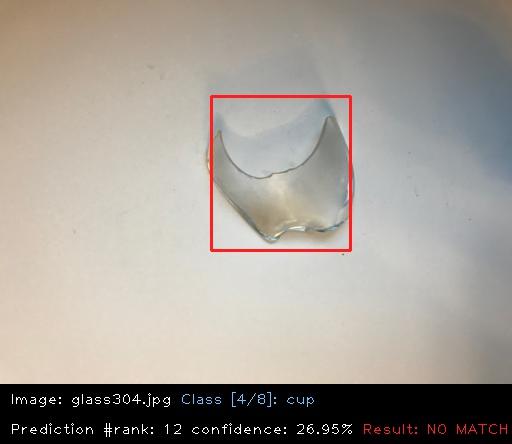 Image: glass304.jpg Class [4/8]: cup
Prediction #rank: 12 confidence: 26.95% Result: NO MATCH